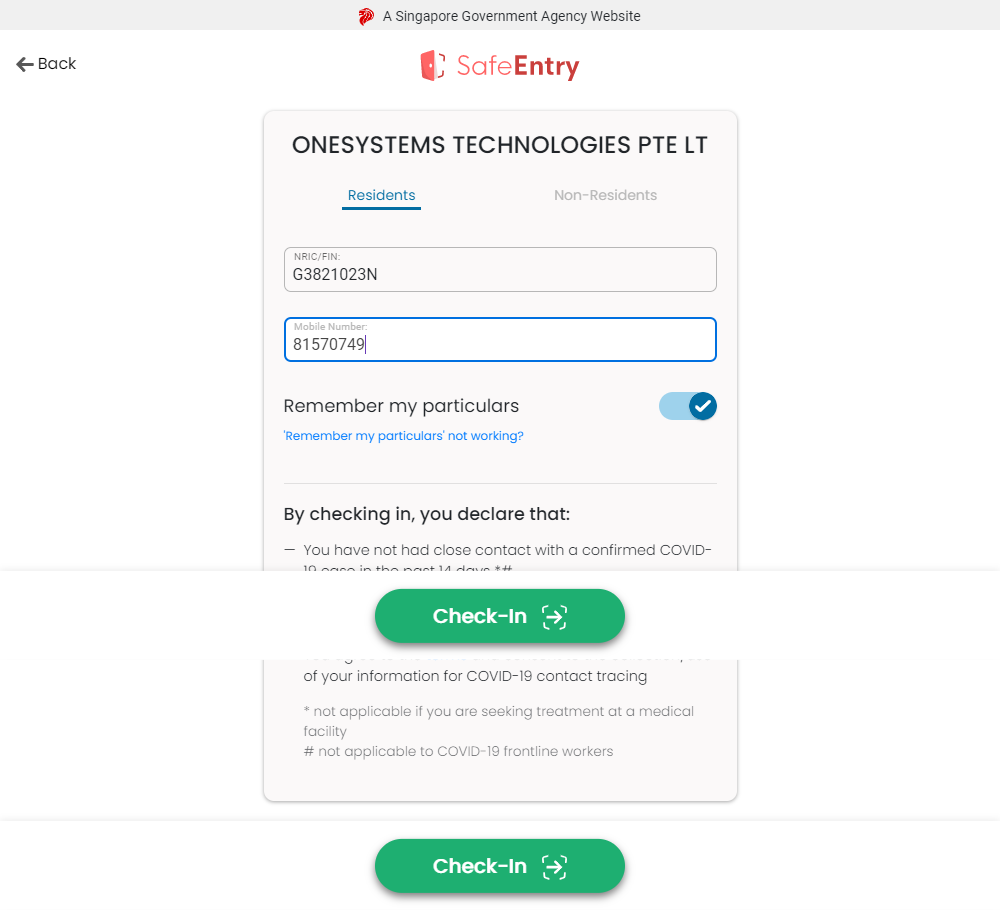 A Singapore Government Agency Website
Back
SafeEntry
ONESYSTEMS TECHNOLOGIES PTE LT
Residents
Non-Residents
NRIC/FIN:
G3821023N
Mobile Number:
81570749
Remember my particulars
'Remember my particulars' not working?
By checking in, you declare that:
— You have not had close contact with a confirmed COVID-
19 case in the past 14 days *#
Check-In
of your information for COVID-19 contact tracing
* not applicable if you are seeking treatment at a medical
facility
# not applicable to COVID-19 frontline workers
Check-In